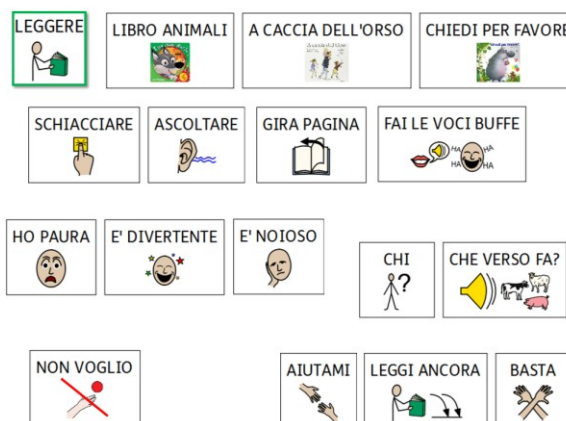 LEGGERE
LIBRO ANIMALI
A CACCIA DELL'ORSO
CHIEDI PER FAVORE
SCHIACCIARE
ASCOLTARE
GIRA PAGINA
FAI LE VOCI BUFFE
HA HA
HA HA
HO PAURA
E' DIVERTENTE
E' NOIOSO
CHI
?
CHE VERSO FA?
NON VOGLIO
AIUTAMI
LEGGI ANCORA
BASTA